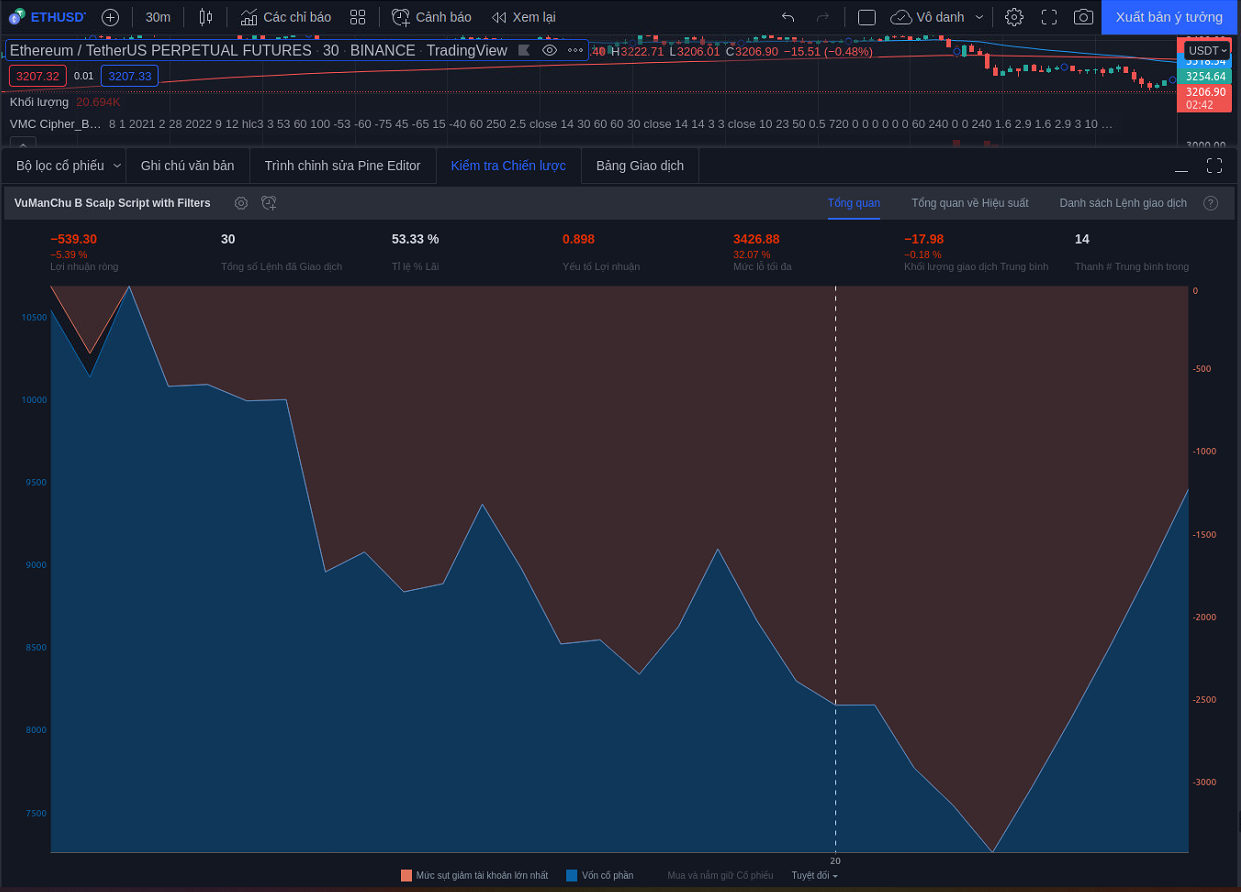 ETHUSDT 30m Các chỉ báo Cảnh báo Xem lại Vô danh Xuất bản ý tưởng
Ethereum / TetherUS PERPETUAL FUTURES · 30 · BINANCE · TradingView H3222.71 L3206.01 C3206.90 −15.51 (−0.48%) USDT
3318.54
3207.32 0.01 3207.33 3254.64
3206.90
02:42
Khối lượng 20.694K
VMC Cipher_B… 8 1 2021 2 28 2022 9 12 hlc3 3 53 60 100 -53 -60 -75 45 -65 15 -40 60 250 2.5 close 14 30 60 60 30 close 14 14 3 3 close 10 23 50 0.5 720 0 0 0 0 0 60 240 0 0 240 1.6 2.9 1.6 2.9 3 10 …
3000.00
Bộ lọc cổ phiếu Ghi chú văn bản Trình chỉnh sửa Pine Editor Kiểm tra Chiến lược Bảng Giao dịch
VuManChu B Scalp Script with Filters Tổng quan Tổng quan về Hiệu suất Danh sách Lệnh giao dịch ?
−539.30 30 53.33 % 0.898 3426.88 −17.98 14
−5.39 % 32.07 % −0.18 %
Lợi nhuận ròng Tổng số Lệnh đã Giao dịch Tỉ lệ % Lãi Yếu tố Lợi nhuận Mức lỗ tối đa Khối lượng giao dịch Trung bình Thanh # Trung bình trong
0
10500
-500
10000
-1000
9500
-1500
9000
-2000
8500
-2500
8000
-3000
7500
20
Mức sụt giảm tài khoản lớn nhất Vốn cổ phần Mua và nắm giữ Cổ phiếu Tuyệt đối